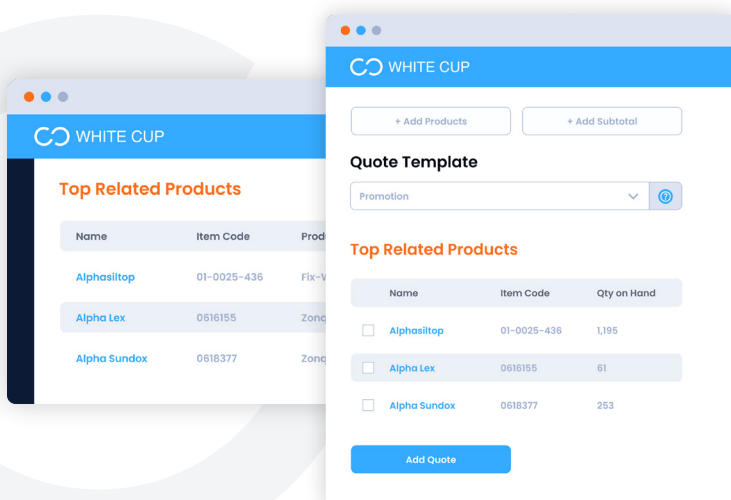 WHITE CUP
Top Related Products
Name Item Code
Alphasiltop 01-0025-436
Alpha Lex 0616155
Alpha Sundox 0618377
WHITE CUP
+ Add Products + Add Subtotal
Quote Template
Promotion
Top Related Products
Name Item Code Qty on Hand
Alphasiltop 01-0025-436 1,195
Alpha Lex 0616155 61
Alpha Sundox 0618377 253
Add Quote